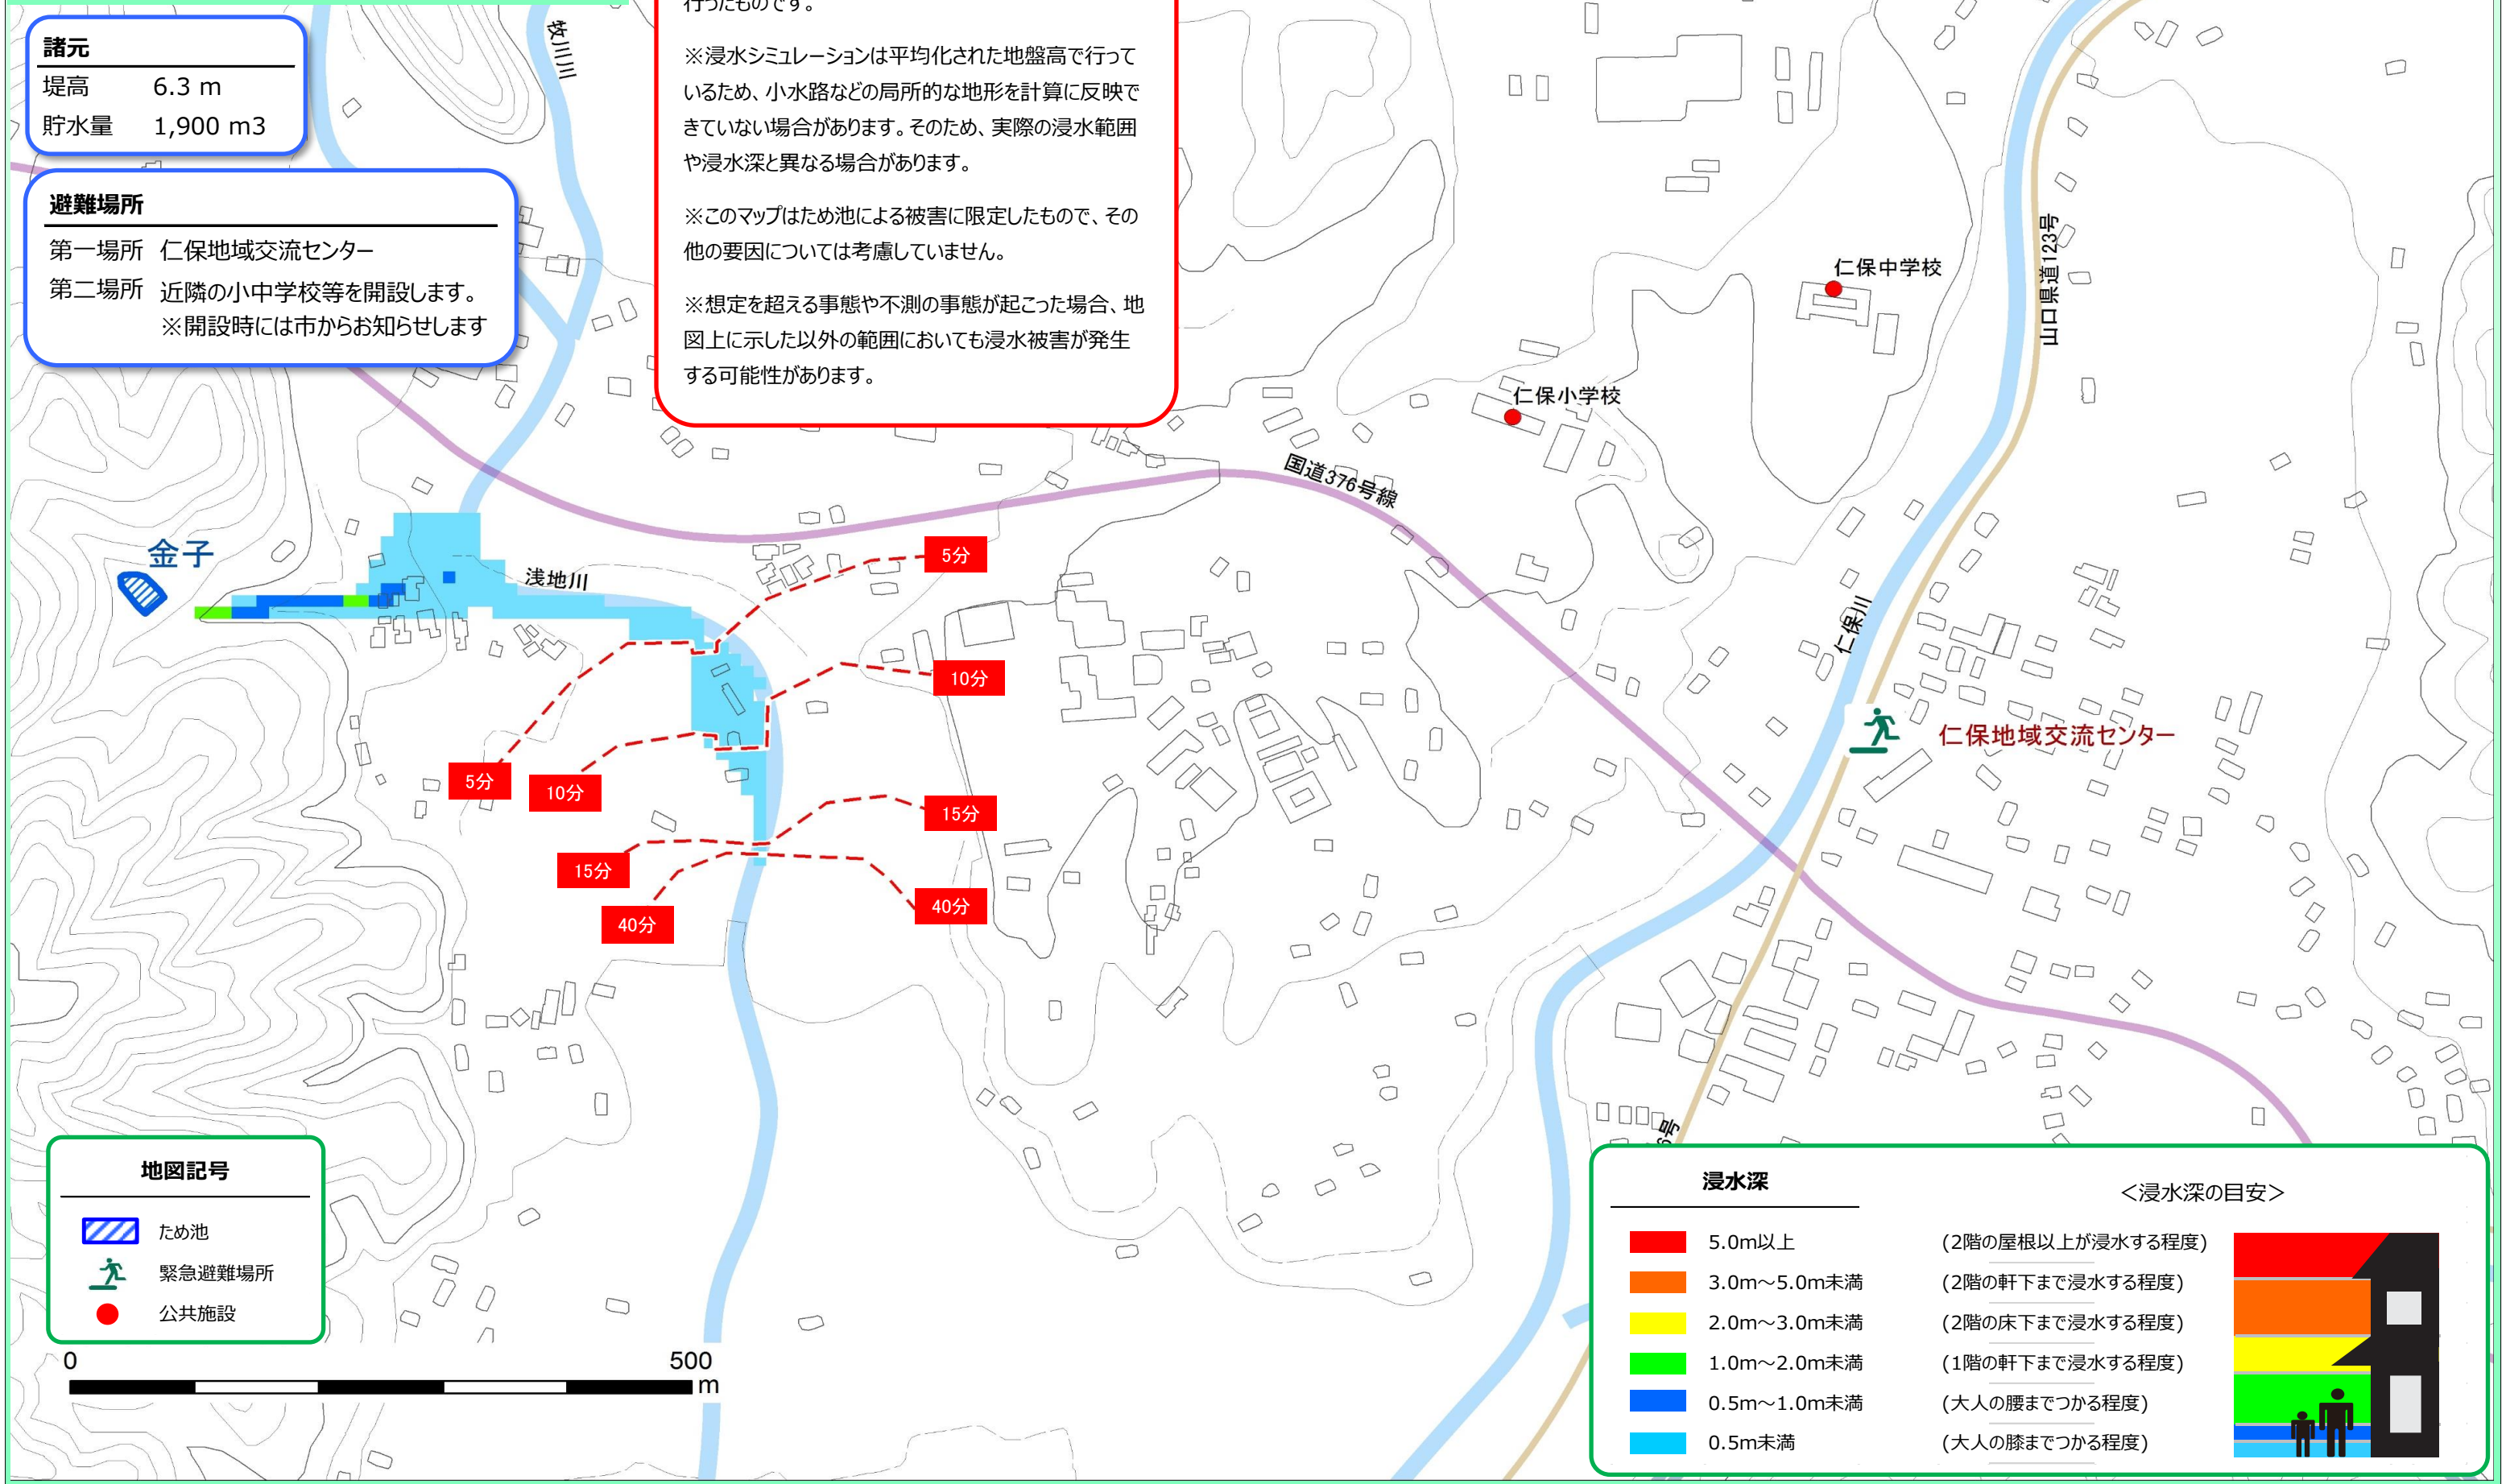 行ったものです。
※浸水シミュレーションは平均化された地盤高で行って
いるため、小水路などの局所的な地形を計算に反映で
きていない場合があります。そのため、実際の浸水範囲
や浸水深と異なる場合があります。
※このマップはため池による被害に限定したもので、その
他の要因については考慮していません。
※想定を超える事態や不測の事態が起こった場合、地
図上に示した以外の範囲においても浸水被害が発生
する可能性があります。
諸元
堤高 6.3 m
貯水量 1,900 m3
避難場所
第一場所 仁保地域交流センター
第二場所 近隣の小中学校等を開設します。
※開設時には市からお知らせします
牧川川
山口県道123号
仁保中学校
仁保小学校
国道376号線
金子
浅地川
5分
10分
仁保川
仁保地域交流センター
5分
10分
15分
15分
40分
40分
6号
地図記号
ため池
緊急避難場所
公共施設
0 500
m
浸水深
<浸水深の目安>
5.0m以上 (2階の屋根以上が浸水する程度)
3.0m～5.0m未満 (2階の軒下まで浸水する程度)
2.0m～3.0m未満 (2階の床下まで浸水する程度)
1.0m～2.0m未満 (1階の軒下まで浸水する程度)
0.5m～1.0m未満 (大人の腰までつかる程度)
0.5m未満 (大人の膝までつかる程度)